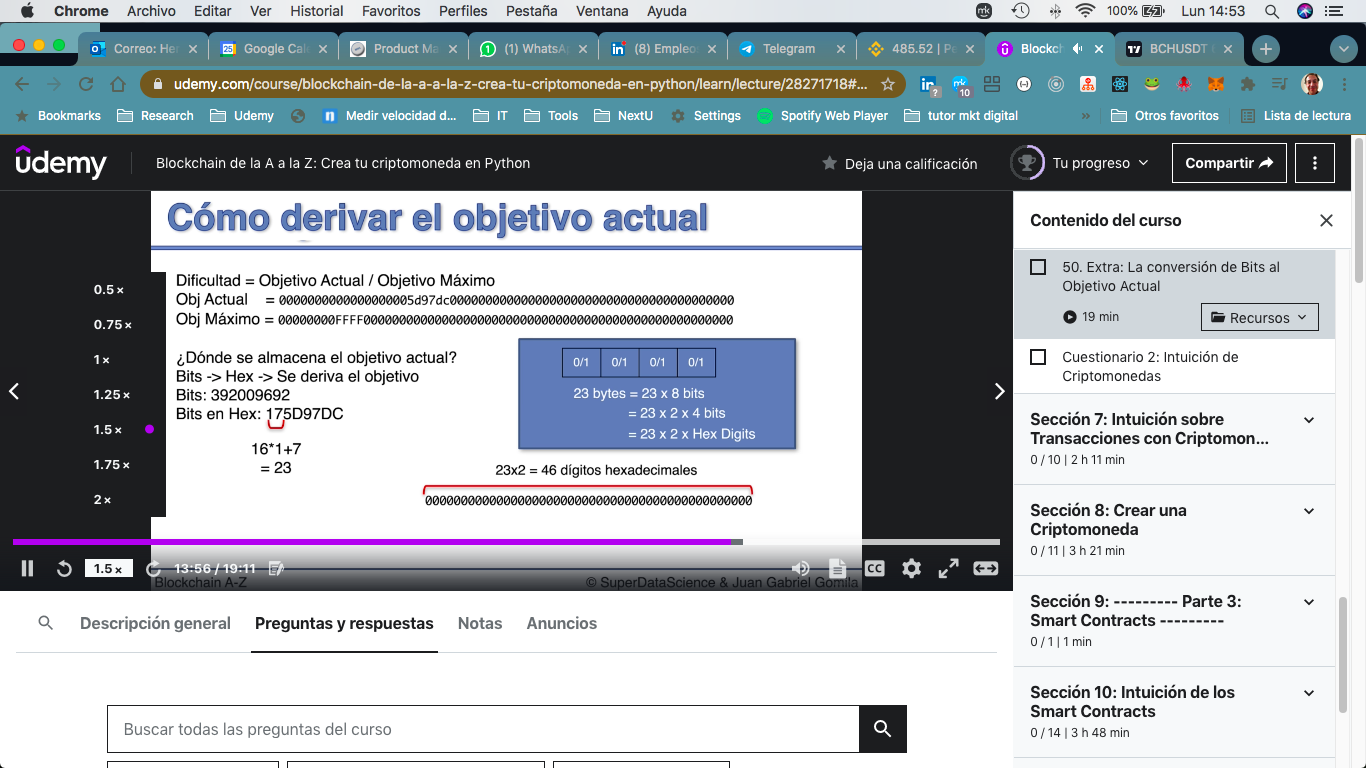 Chrome Archivo Editar Ver Historial Favoritos Perfiles Pestaña Ventana Ayuda
mk 100% Lun 14:53
Correo: Her
25 Google Cale
Product Ma
(1) WhatsAp
(8) Empleos
Telegram
485.52 | Pe
Blockch
BCHUSDT
udemy.com/course/blockchain-de-la-a-a-la-z-crea-tu-criptomoneda-en-python/learn/lecture/28271718#...
? 10
Bookmarks Research Udemy Medir velocidad d... IT Tools NextU Settings Spotify Web Player tutor mkt digital » Otros favoritos Lista de lectura
ûdemy
Blockchain de la A a la Z: Crea tu criptomoneda en Python
Deja una calificación
Tu progreso
Compartir
Cómo derivar el objetivo actual
Dificultad = Objetivo Actual / Objetivo Máximo
¿Dónde se almacena el objetivo actual?
Bits -> Hex -> Se deriva el objetivo
Bits: 392009692
Bits en Hex: 175D97DC
16*1+7
= 23
0/1 0/1 0/1 0/1
23 bytes = 23 x 8 bits
= 23 x 2 x 4 bits
= 23 x 2 x Hex Digits
23x2 = 46 dígitos hexadecimales
0000000000000000000000000000000000000000000000
Blockchain A-Z
© SuperDataScience & Juan Gabriel Gomila
0.5×
0.75×
1×
1.25×
1.5×
1.75×
2×
1.5×
13:56 / 19:11
CC
Descripción general
Preguntas y respuestas
Notas
Anuncios
Buscar todas las preguntas del curso
Contenido del curso
50. Extra: La conversión de Bits al
Objetivo Actual
19 min
Recursos
Cuestionario 2: Intuición de
Criptomonedas
Sección 7: Intuición sobre
Transacciones con Criptomon...
0 / 10 | 2 h 11 min
Sección 8: Crear una
Criptomoneda
0 / 11 | 3 h 21 min
Sección 9: --------- Parte 3:
Smart Contracts ---------
0 / 1 | 1 min
Sección 10: Intuición de los
Smart Contracts
0 / 14 | 3 h 48 min